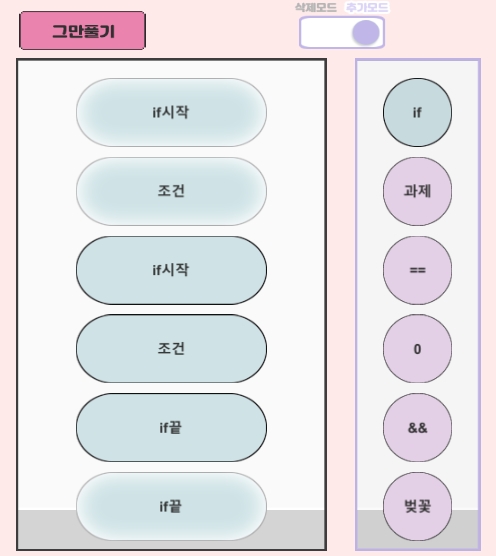 삭제모드 추가모드
그만풀기
if시작
조건
if시작
조건
if끝
if끝
if
과제
==
0
&&
벚꽃